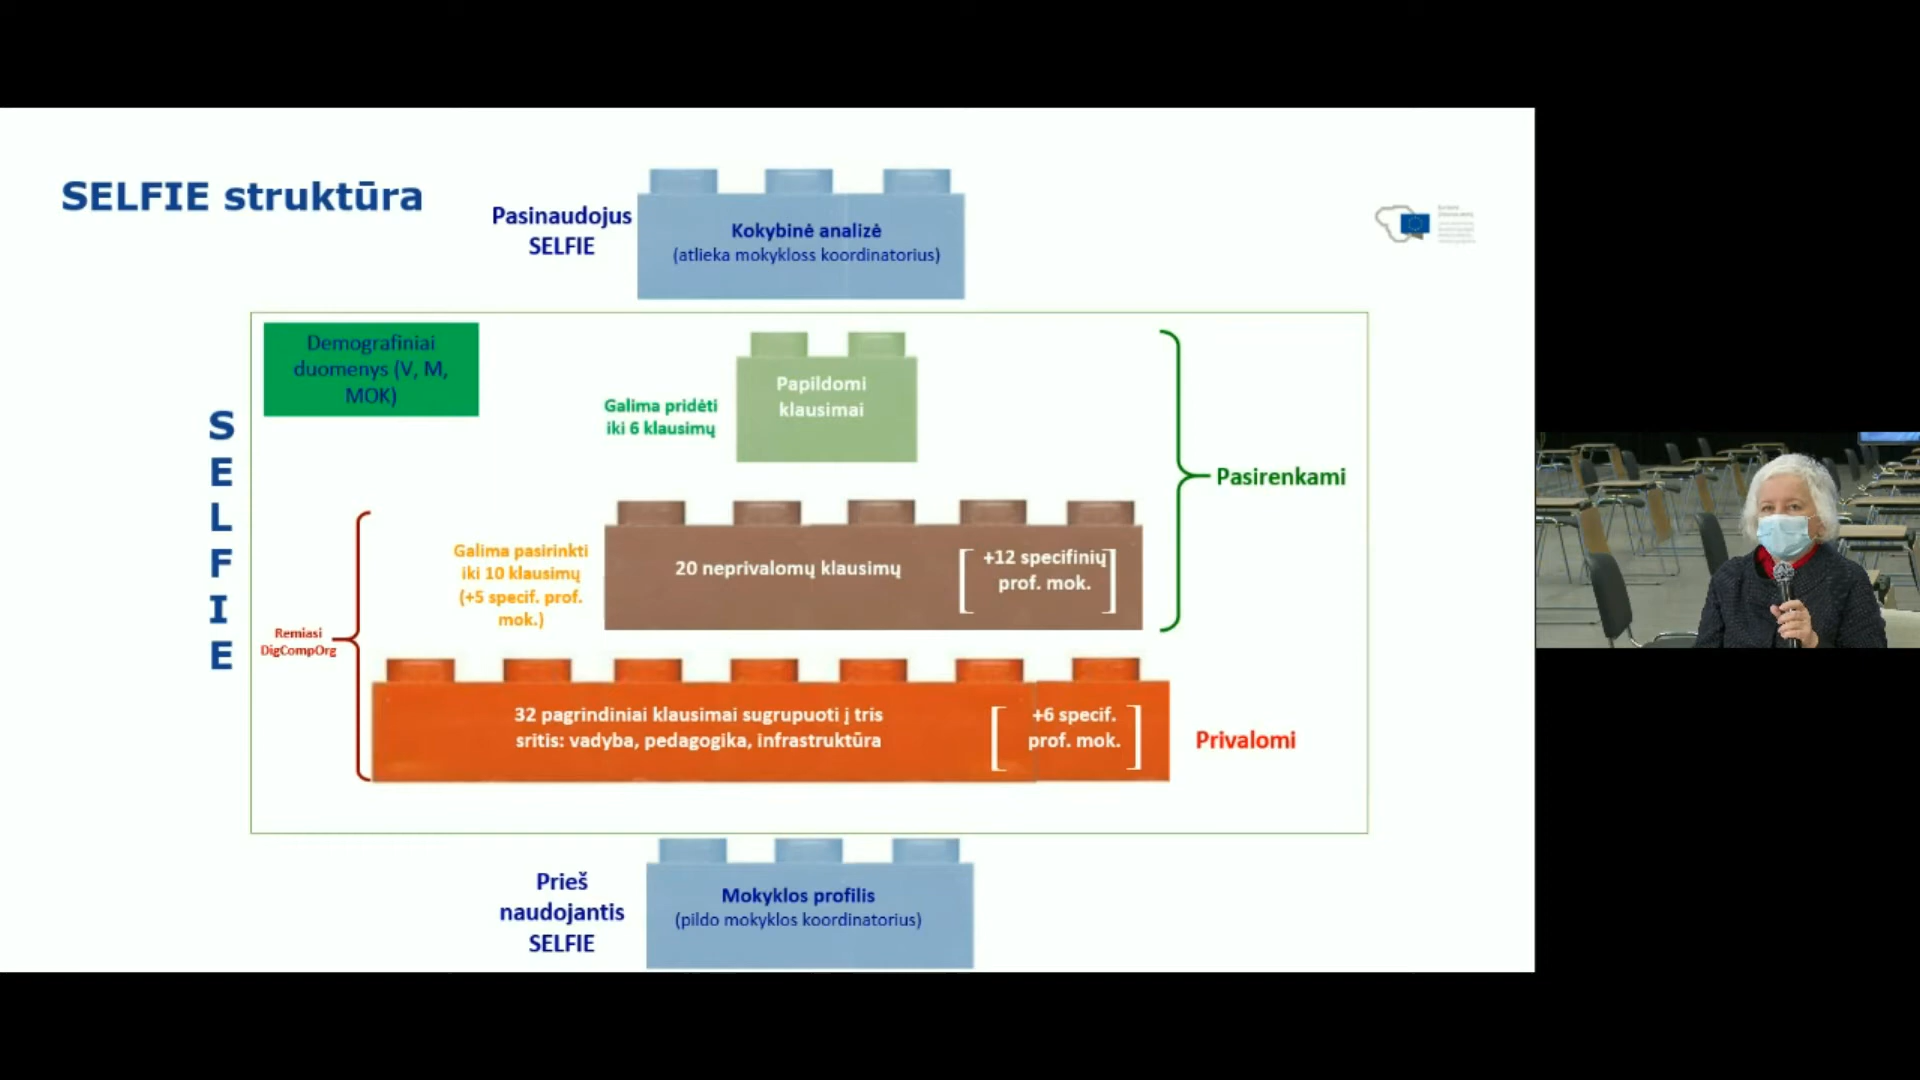 SELFIE struktūra
Pasinaudojus
SELFIE
Kokybinė analizė
(atlieka mokykloss koordinatorius)
Demografiniai
duomenys (V, M,
MOK)
Papildomi
klausimai
Galima pridėti
iki 6 klausimų
S
E
L
F
I
E
Pasirenkami
Galima pasirinkti
iki 10 klausimų
(+5 specif. prof.
mok.)
20 neprivalomų klausimų
+12 specifinių
prof. mok.
Remiasi
DigCompOrg
32 pagrindiniai klausimai sugrupuoti į tris
sritis: vadyba, pedagogika, infrastruktūra
+6 specif.
prof. mok.
Privalomi
Prieš
naudojantis
SELFIE
Mokyklos profilis
(pildo mokyklos koordinatorius)